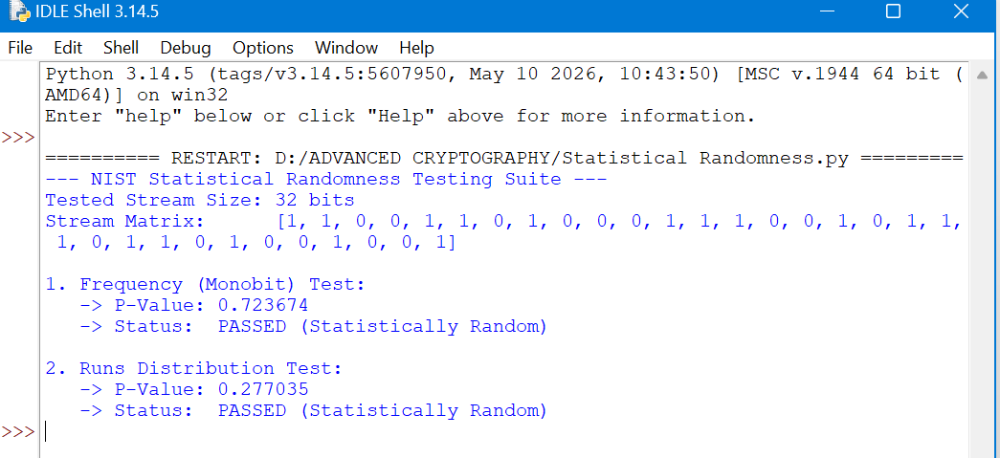 IDLE Shell 3.14.5
File Edit Shell Debug Options Window Help
Python 3.14.5 (tags/v3.14.5:5607950, May 10 2026, 10:43:50) [MSC v.1944 64 bit (
AMD64)] on win32
Enter "help" below or click "Help" above for more information.
>>>
========== RESTART: D:/ADVANCED CRYPTOGRAPHY/Statistical Randomness.py =========
--- NIST Statistical Randomness Testing Suite ---
Tested Stream Size: 32 bits
Stream Matrix:      [1, 1, 0, 0, 1, 1, 0, 1, 0, 0, 0, 1, 1, 1, 0, 0, 1, 0, 1, 1,
 1, 0, 1, 1, 0, 1, 0, 0, 1, 0, 0, 1]
1. Frequency (Monobit) Test:
   -> P-Value: 0.723674
   -> Status:  PASSED (Statistically Random)
2. Runs Distribution Test:
   -> P-Value: 0.277035
   -> Status:  PASSED (Statistically Random)
>>>